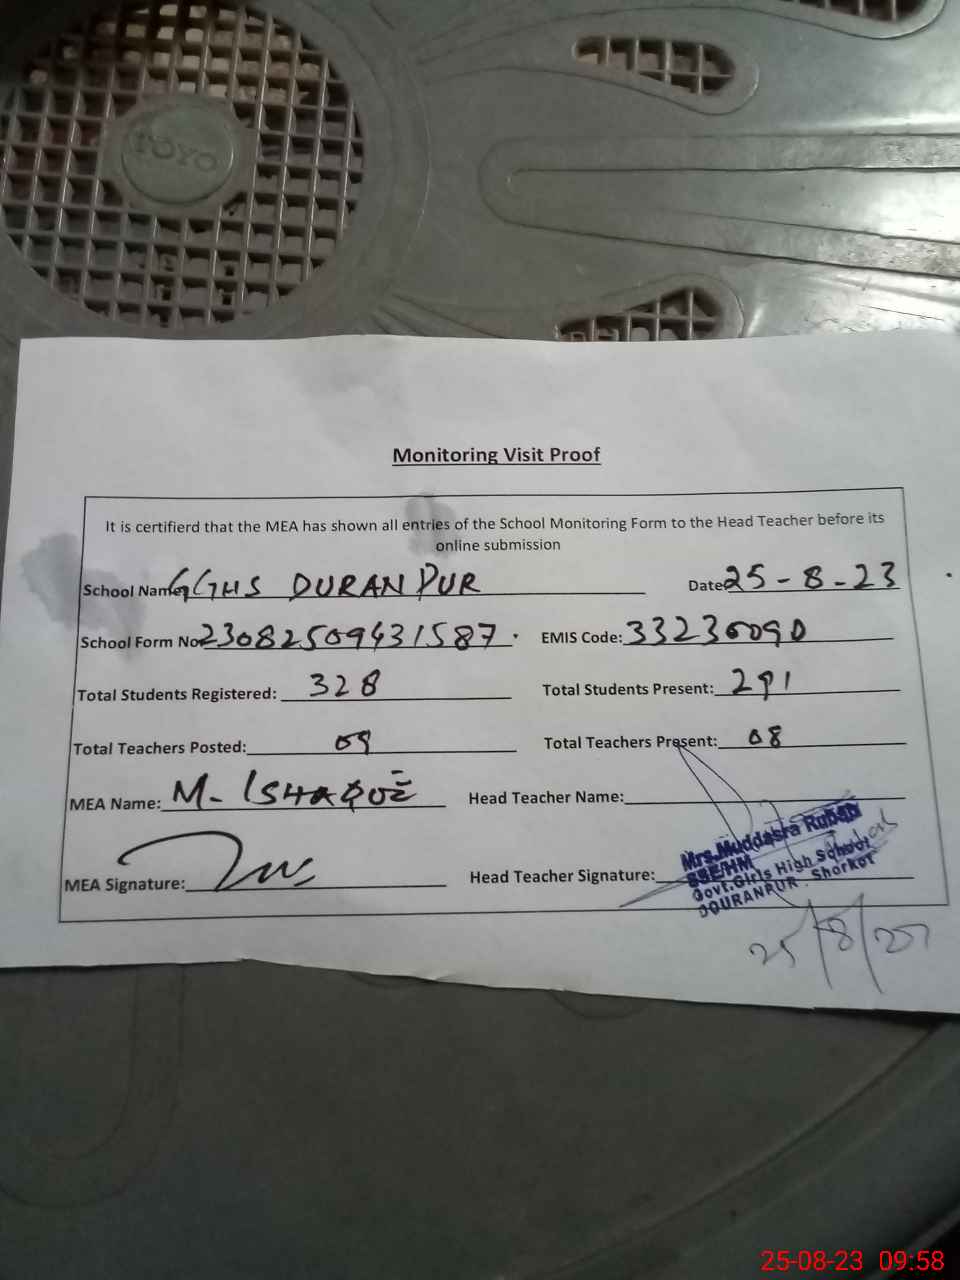 TOYO
Monitoring Visit Proof
It is certifierd that the MEA has shown all entries of the School Monitoring Form to the Head Teacher before its
online submission
School Name GGHS DURANPUR Date 25-8-23
School Form No 23082509431587. EMIS Code: 33230090
Total Students Registered: 328 Total Students Present: 291
Total Teachers Posted: 09 Total Teachers Present: 08
MEA Name: M- ISHAQUE Head Teacher Name:
MEA Signature: Head Teacher Signature:
Mrs.Muddasra
SSE/HM
Govt.Girls High School
DOURANPUR. Shorkot
25/8/
25-08-23 09:58